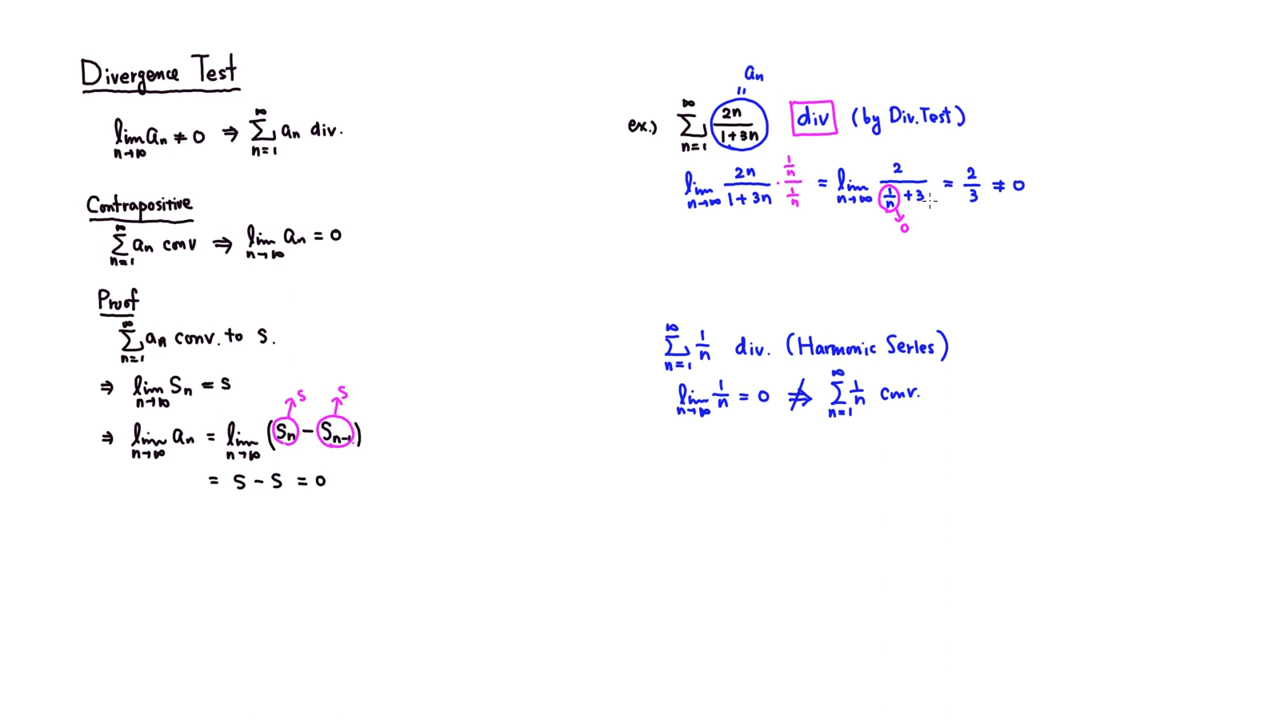 Divergence Test
lim n→∞ an ≠ 0 ⇒ ∞ Σ n=1 an div.
Contrapositive
∞ Σ n=1 an conv ⇒ lim n→∞ an = 0
Proof
∞ Σ n=1 an conv. to S.
⇒ lim n→∞ Sn = S
S S
⇒ lim n→∞ an = lim n→∞ (Sn − Sn-1)
= S − S = 0
an
=
ex.) ∞ Σ n=1 2n/(1+3n) div (by Div. Test)
lim n→∞ 2n/(1+3n) · (1/n)/(1/n) = lim n→∞ 2/(1/n +3) = 2/3 ≠ 0
0
∞ Σ n=1 1/n div. (Harmonic Series)
lim n→∞ 1/n = 0 ⇏ ∞ Σ n=1 1/n conv.